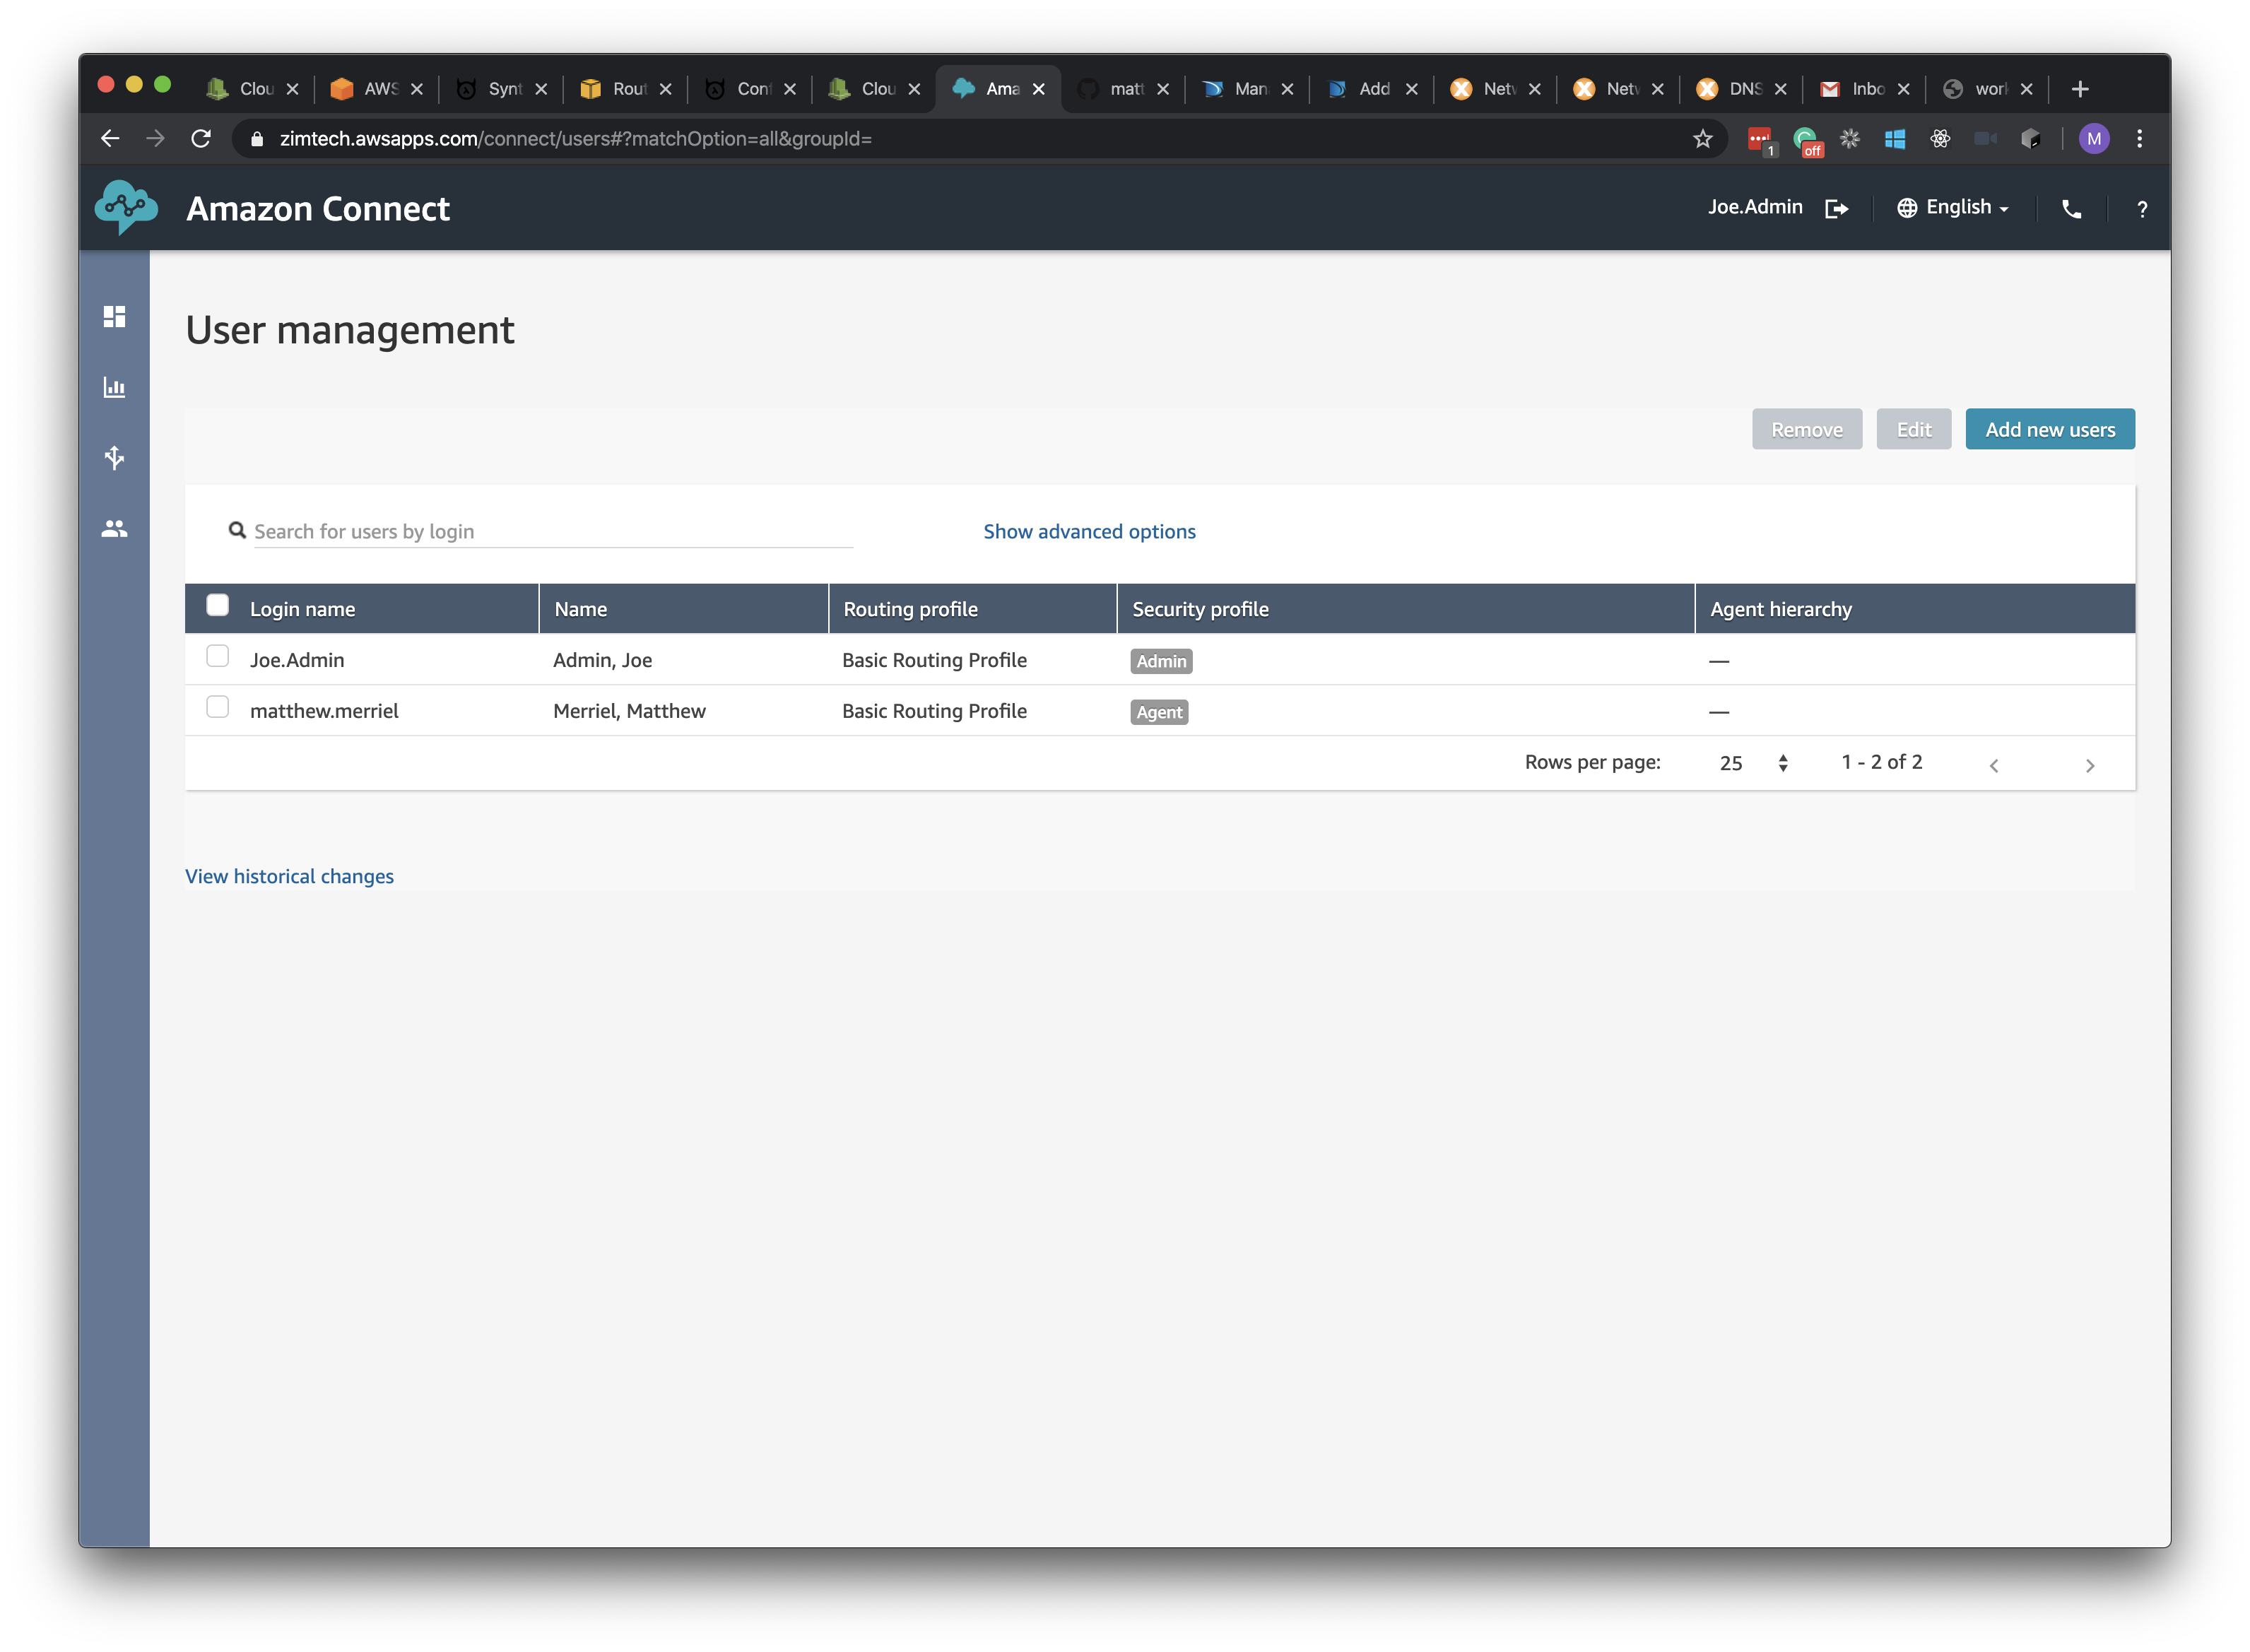 Clou AWS Synt Rout Conf Clou Ama matt Man Add Netw Netw DNS Inbo work
zimtech.awsapps.com/connect/users#?matchOption=all&groupId=
1 off M
Amazon Connect
Joe.Admin English ?
User management
Remove Edit Add new users
Search for users by login Show advanced options
Login name Name Routing profile Security profile Agent hierarchy
Joe.Admin Admin, Joe Basic Routing Profile Admin —
matthew.merriel Merriel, Matthew Basic Routing Profile Agent —
Rows per page: 25 1 - 2 of 2
View historical changes